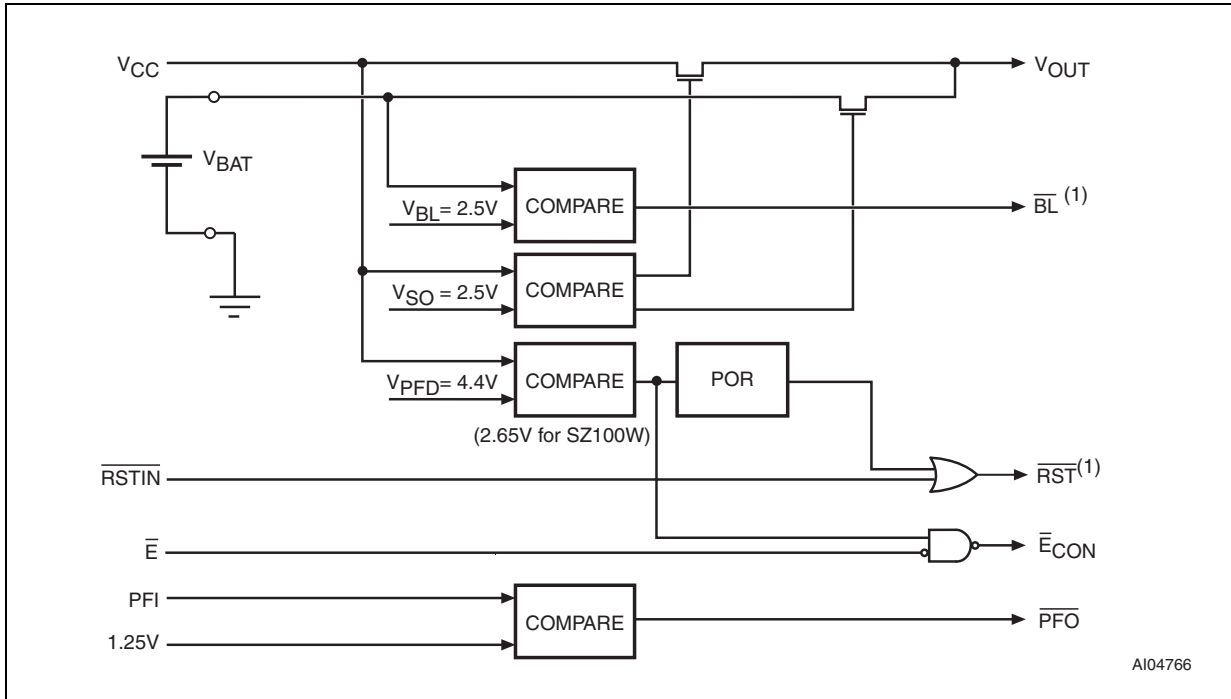 VCC
VOUT
VBAT
COMPARE
VBL= 2.5V
BL (1)
COMPARE
VSO = 2.5V
COMPARE
POR
VPFD= 4.4V
(2.65V for SZ100W)
RSTIN
RST(1)
E
ECON
PFI
COMPARE
PFO
1.25V
AI04766